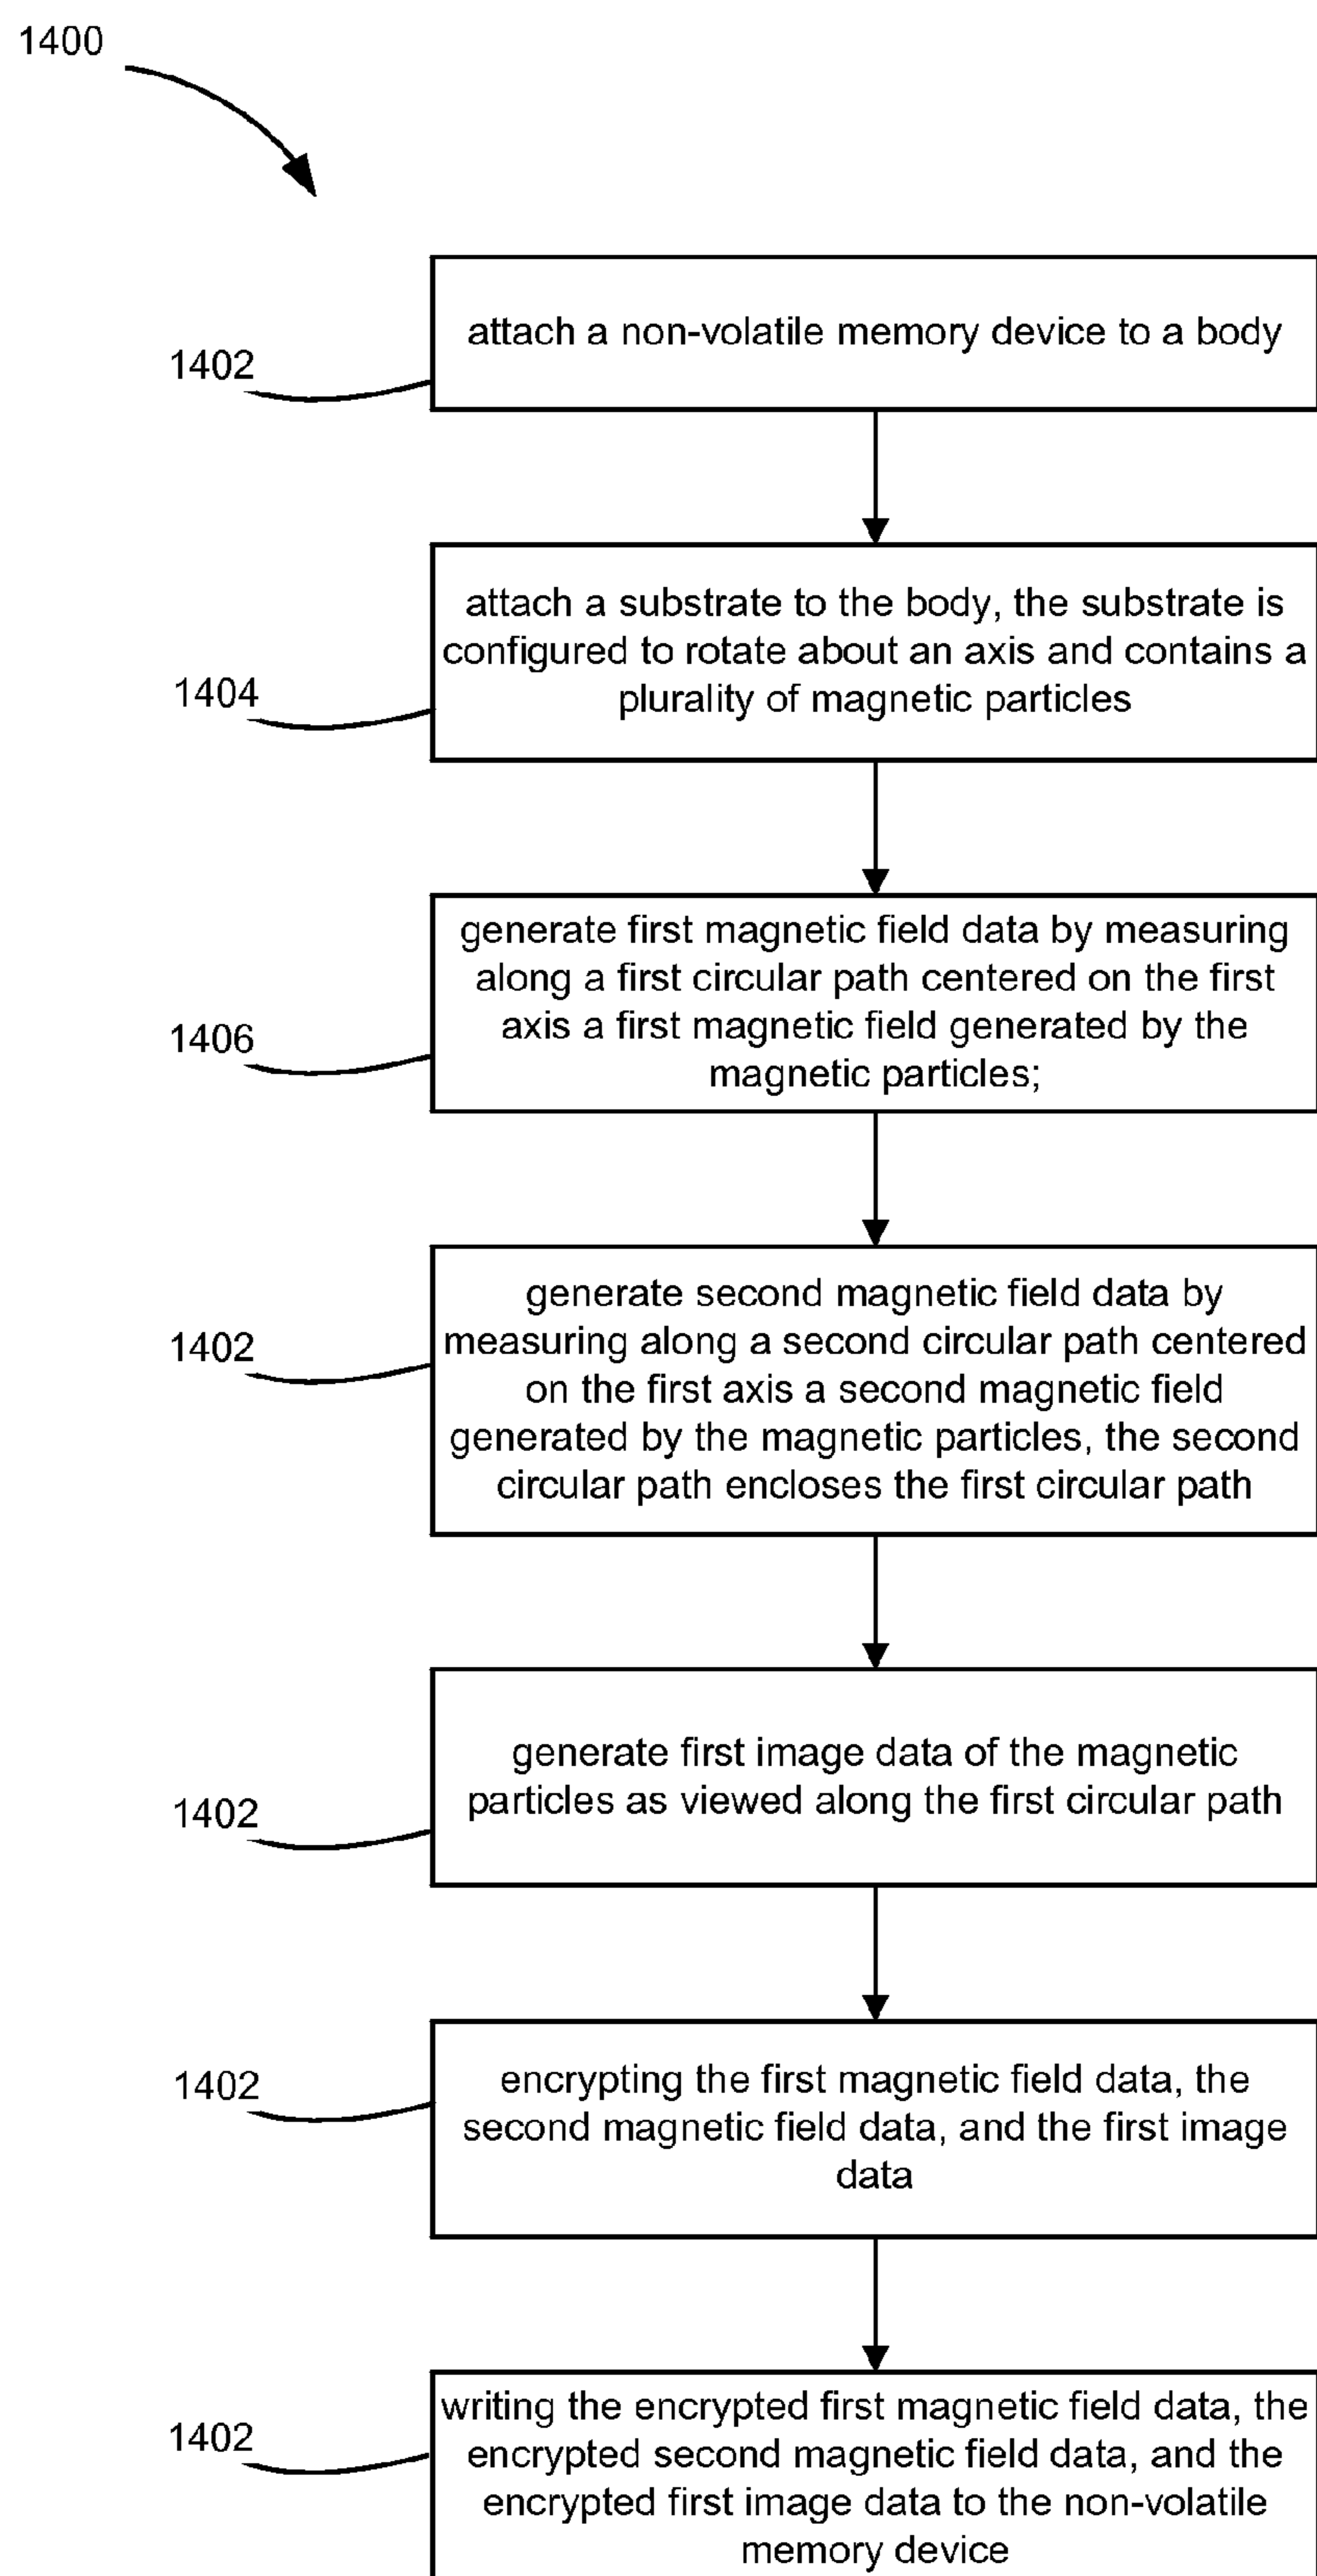 1400
attach a non-volatile memory device to a body
1402
attach a substrate to the body, the substrate is
configured to rotate about an axis and contains a
plurality of magnetic particles
1404
generate first magnetic field data by measuring
along a first circular path centered on the first
axis a first magnetic field generated by the
magnetic particles;
1406
generate second magnetic field data by
measuring along a second circular path centered
on the first axis a second magnetic field
generated by the magnetic particles, the second
circular path encloses the first circular path
1402
generate first image data of the magnetic
particles as viewed along the first circular path
1402
encrypting the first magnetic field data, the
second magnetic field data, and the first image
data
1402
writing the encrypted first magnetic field data, the
encrypted second magnetic field data, and the
encrypted first image data to the non-volatile
memory device
1402